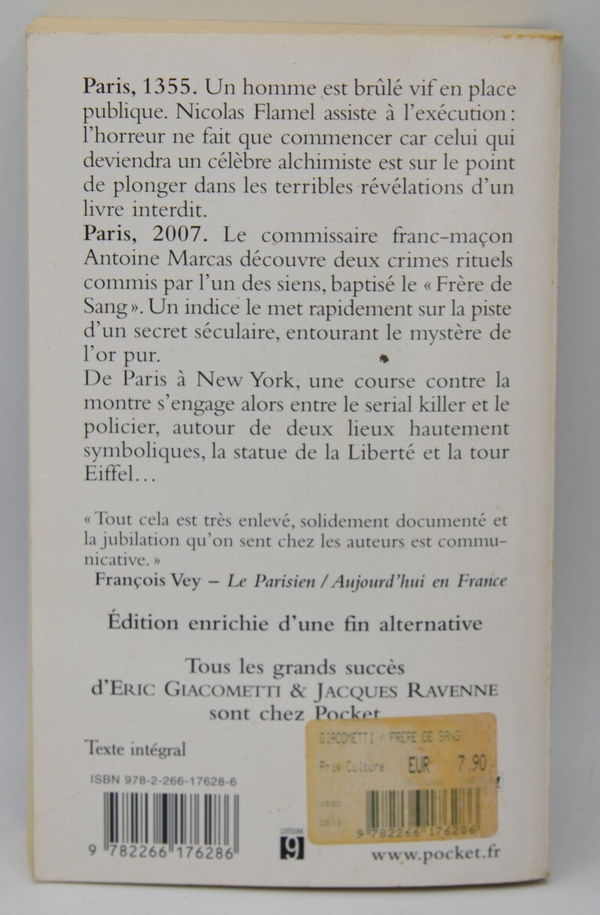 Paris, 1355. Un homme est brûlé vif en place
publique. Nicolas Flamel assiste à l'exécution :
l'horreur ne fait que commencer car celui qui
deviendra un célèbre alchimiste est sur le point
de plonger dans les terribles révélations d'un
livre interdit.
Paris, 2007. Le commissaire franc-maçon
Antoine Marcas découvre deux crimes rituels
commis par l'un des siens, baptisé le « Frère de
Sang ». Un indice le met rapidement sur la piste
d'un secret séculaire, entourant le mystère de
l'or pur.
De Paris à New York, une course contre la
montre s'engage alors entre le serial killer et le
policier, autour de deux lieux hautement
symboliques, la statue de la Liberté et la tour
Eiffel…
« Tout cela est très enlevé, solidement documenté et
la jubilation qu'on sent chez les auteurs est commu-
nicative. »
François Vey – Le Parisien / Aujourd'hui en France
Édition enrichie d'une fin alternative
Tous les grands succès
d'ERIC GIACOMETTI & JACQUES RAVENNE
sont chez Pocket
Texte intégral
GIACOMETTI / FRERE DE SANG
Prix Cultura EUR 7.90
ISBN 978-2-266-17628-6
9 782266 176286
9 782266 176286
catégorie
9
www.pocket.fr